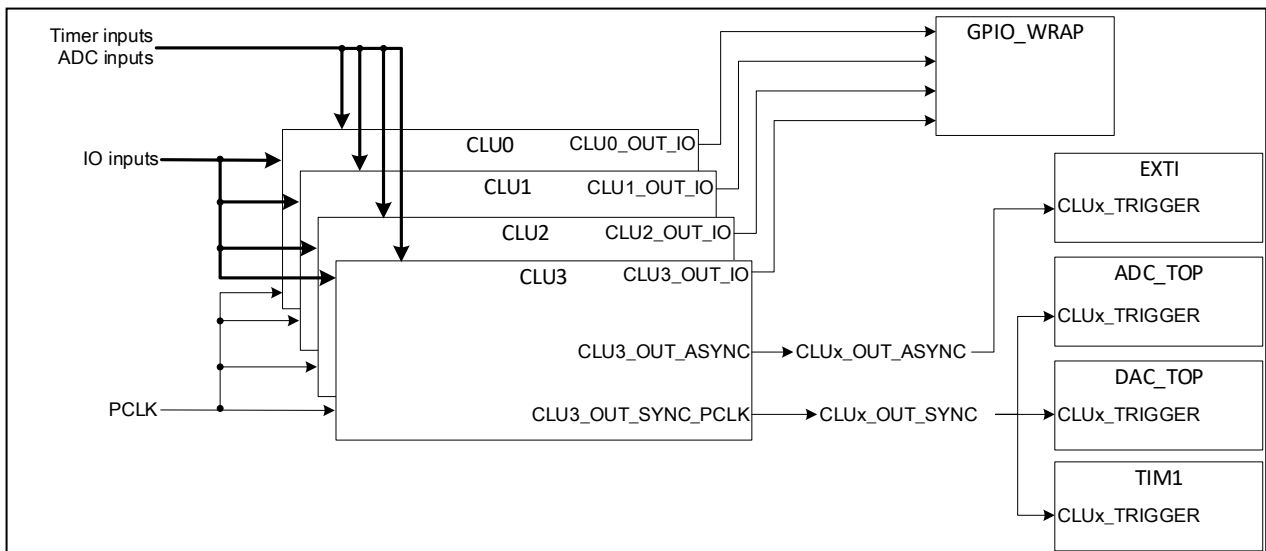 Timer inputs
ADC inputs
GPIO_WRAP
CLU0
CLU0_OUT_IO
IO inputs
CLU1
CLU1_OUT_IO
EXTI
CLUx_TRIGGER
CLU2
CLU2_OUT_IO
CLU3
CLU3_OUT_IO
ADC_TOP
CLUx_TRIGGER
CLU3_OUT_ASYNC
CLUx_OUT_ASYNC
DAC_TOP
PCLK
CLU3_OUT_SYNC_PCLK
CLUx_OUT_SYNC
CLUx_TRIGGER
TIM1
CLUx_TRIGGER